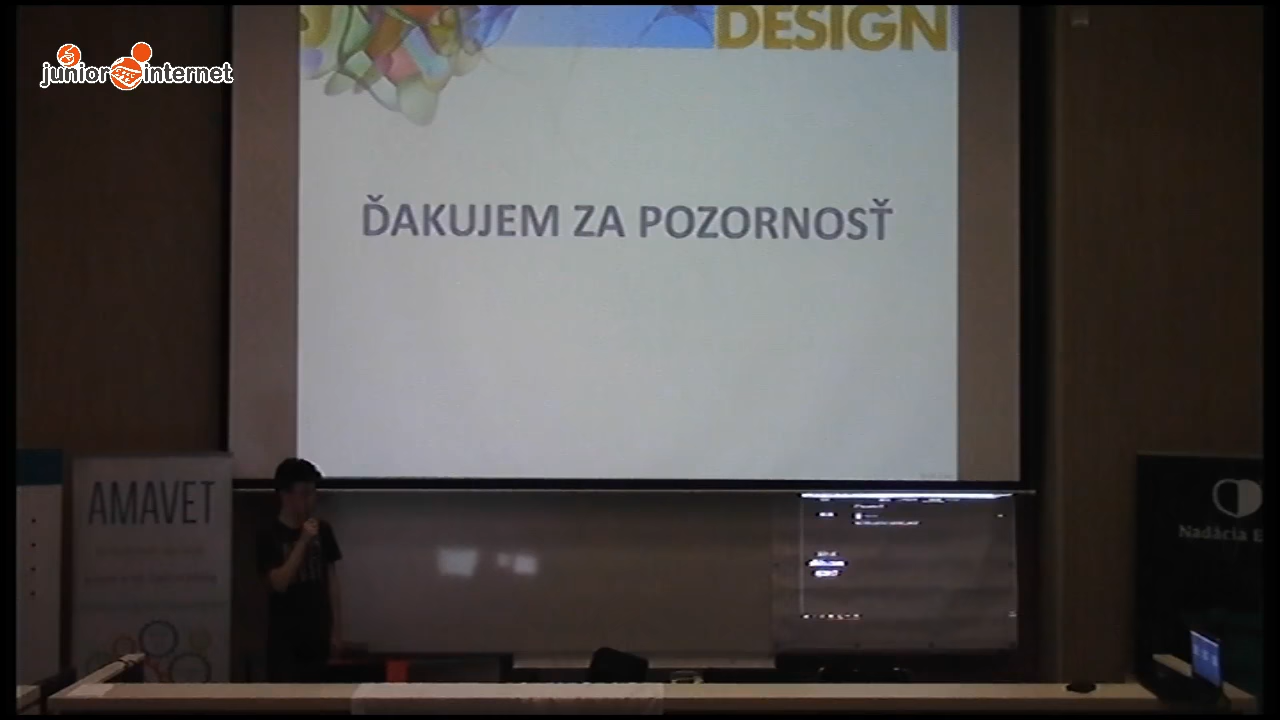 junior internet
DESIGN
ĎAKUJEM ZA POZORNOSŤ
AMAVET
Nadácia